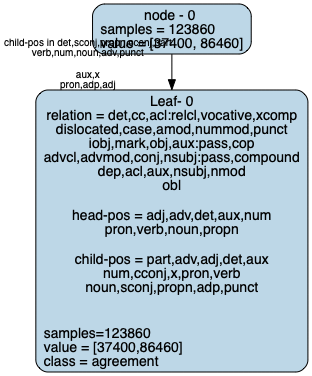 node - 0
samples = 123860
child-pos in det,sconj,propn,
value = [37400, 86460]
verb,num,noun,adv,punct
aux,x
pron,adp,adj
Leaf- 0
relation = det,cc,acl:relcl,vocative,xcomp
dislocated,case,amod,nummod,punct
iobj,mark,obj,aux:pass,cop
advcl,advmod,conj,nsubj:pass,compound
dep,acl,aux,nsubj,nmod
obl
head-pos = adj,adv,det,aux,num
pron,verb,noun,propn
child-pos = part,adv,adj,det,aux
num,cconj,x,pron,verb
noun,sconj,propn,adp,punct
samples=123860
value = [37400,86460]
class = agreement